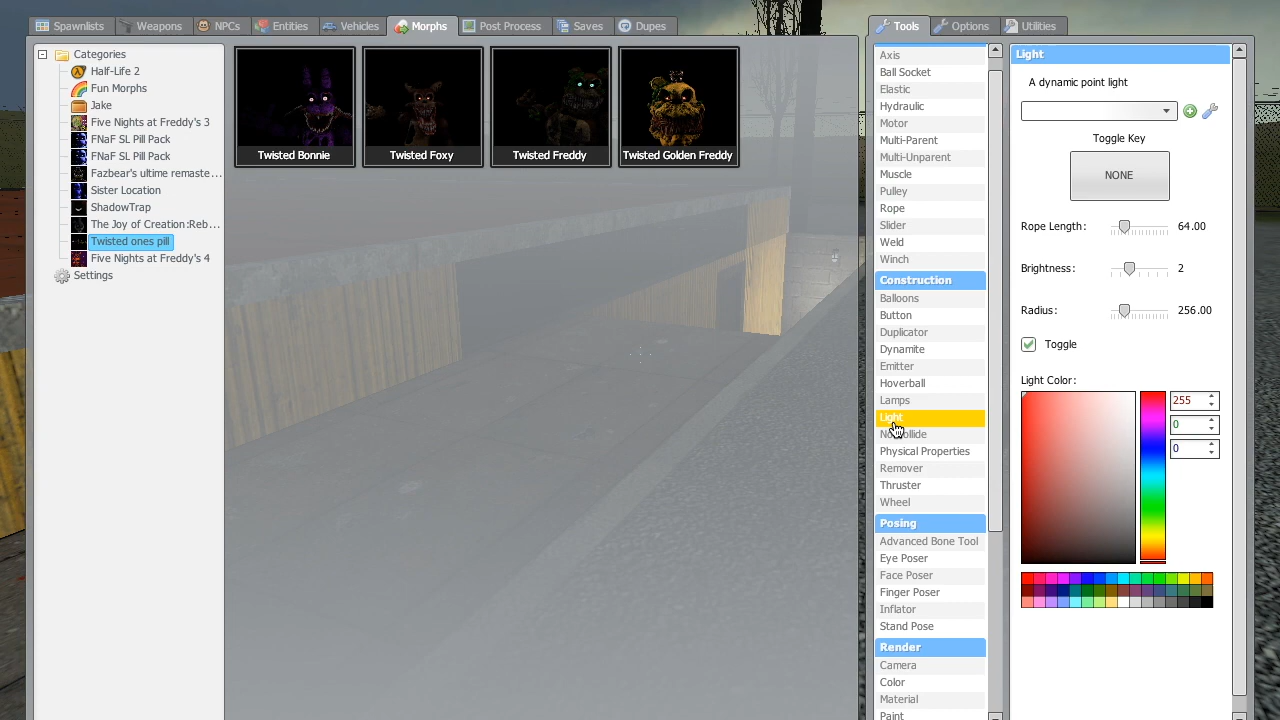 Spawnlists
Weapons
NPCs
Entities
Vehicles
Morphs
Post Process
Saves
Dupes
Categories
Half-Life 2
Fun Morphs
Jake
Five Nights at Freddy's 3
FNaF SL Pill Pack
FNaF SL Pill Pack
Fazbear's ultime remaste...
Sister Location
ShadowTrap
The Joy of Creation:Reb...
Twisted ones pill
Five Nights at Freddy's 4
Settings
Twisted Bonnie
Twisted Foxy
Twisted Freddy
Twisted Golden Freddy
Tools
Options
Utilities
Axis
Ball Socket
Elastic
Hydraulic
Motor
Multi-Parent
Multi-Unparent
Muscle
Pulley
Rope
Slider
Weld
Winch
Construction
Balloons
Button
Duplicator
Dynamite
Emitter
Hoverball
Lamps
Light
No Collide
Physical Properties
Remover
Thruster
Wheel
Posing
Advanced Bone Tool
Eye Poser
Face Poser
Finger Poser
Inflator
Stand Pose
Render
Camera
Color
Material
Paint
Light
A dynamic point light
Toggle Key
NONE
Rope Length: 64.00
Brightness: 2
Radius: 256.00
Toggle
Light Color:
255
0
0